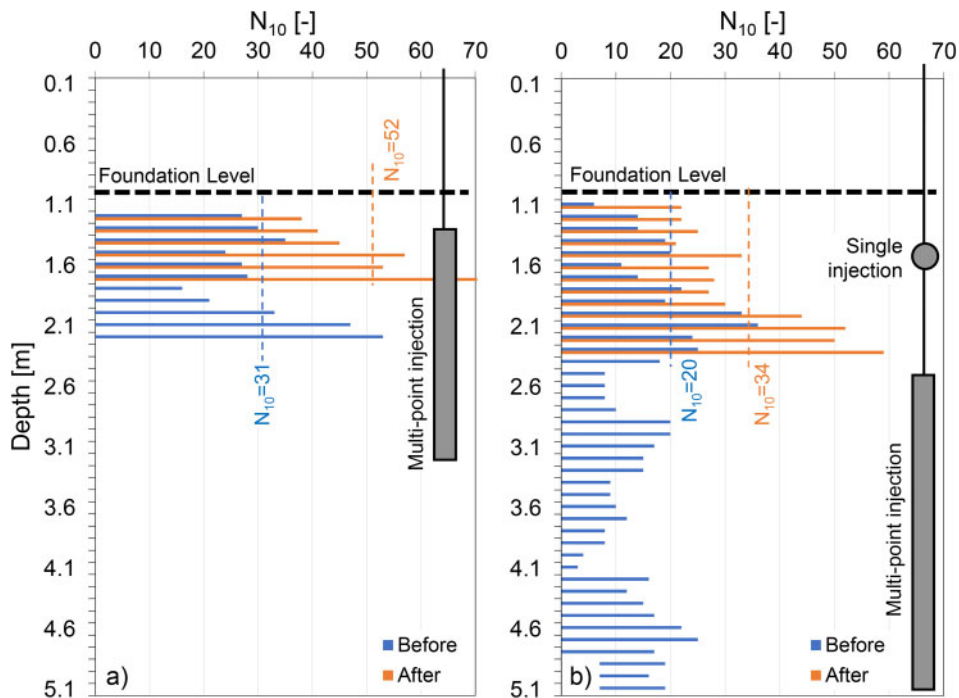 N10 [-]
0 10 20 30 40 50 60 70
Depth [m]
0.1
0.6
1.1
1.6
2.1
2.6
3.1
3.6
4.1
4.6
5.1
Foundation Level
N10=52
N10=31
Multi-point injection
Before
After
a)
N10 [-]
0 10 20 30 40 50 60 70
0.1
0.6
1.1
1.6
2.1
2.6
3.1
3.6
4.1
4.6
5.1
Foundation Level
Single
injection
N10=20
N10=34
Multi-point injection
Before
After
b)